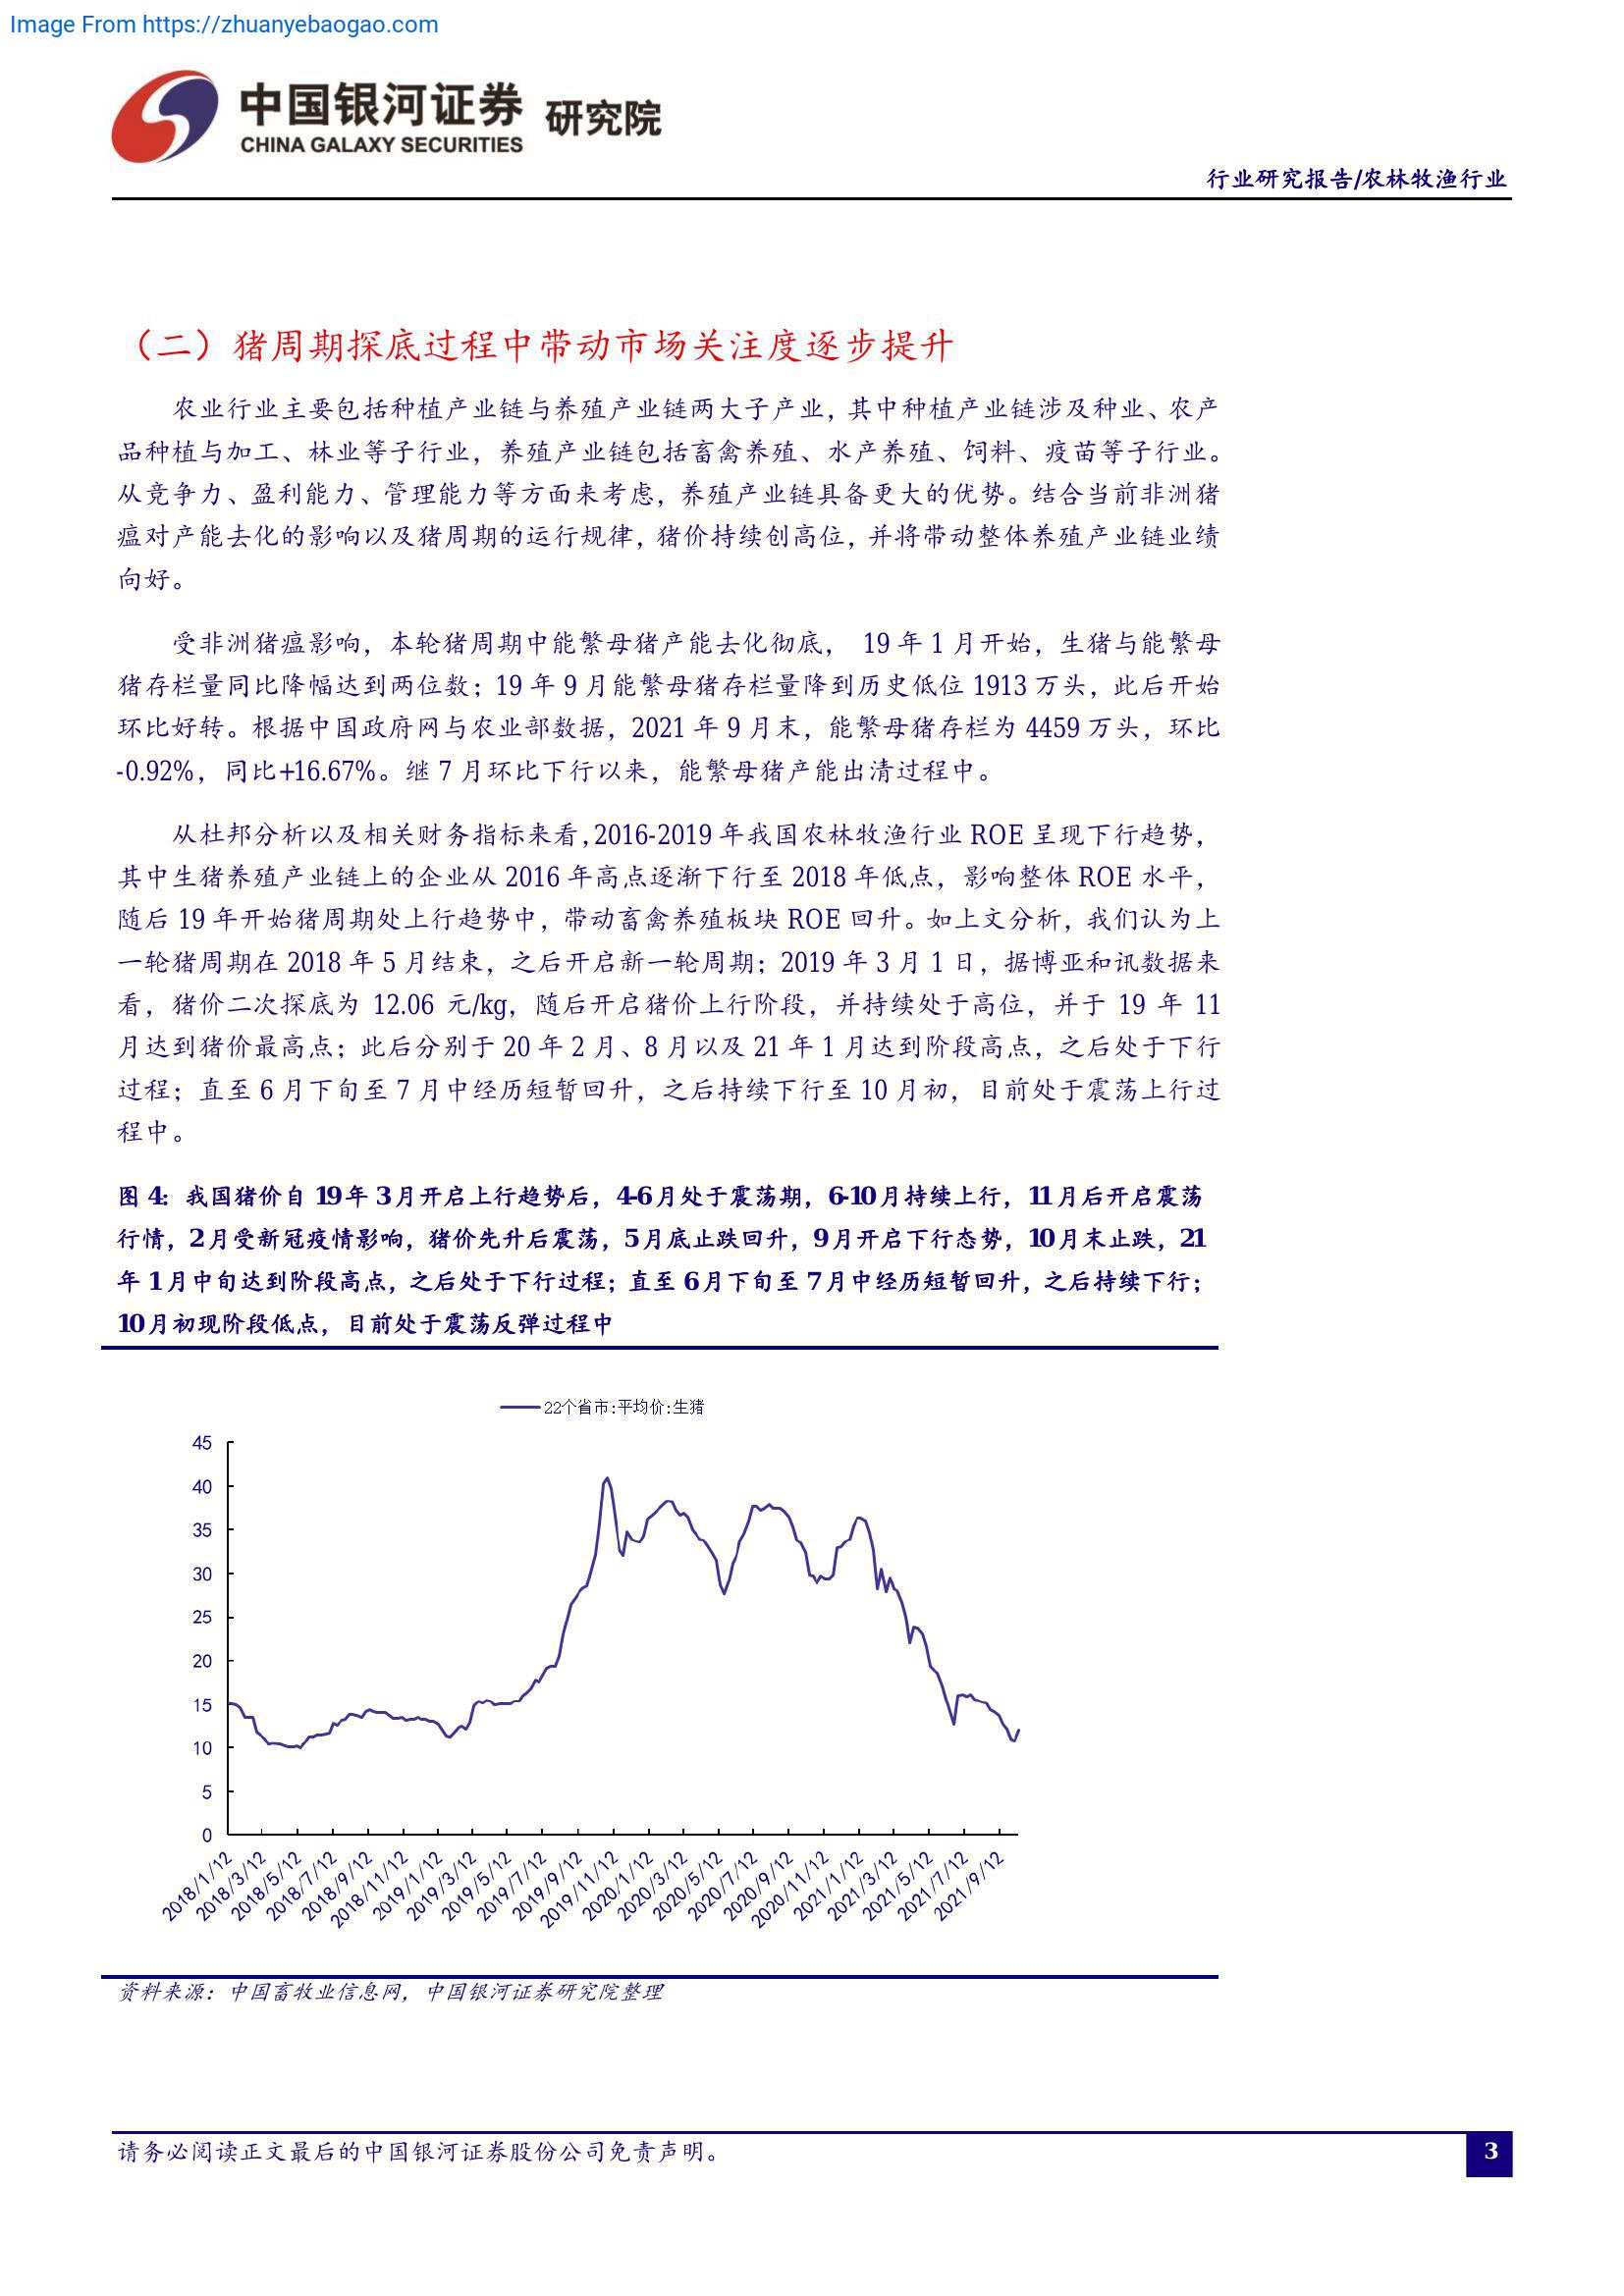 Image From https://zhuanyebaogao.com
中国银河证券 研究院
CHINA GALAXY SECURITIES
行业研究报告/农林牧渔行业
（二）猪周期探底过程中带动市场关注度逐步提升
农业行业主要包括种植产业链与养殖产业链两大子产业，其中种植产业链涉及种业、农产
品种植与加工、林业等子行业，养殖产业链包括畜禽养殖、水产养殖、饲料、疫苗等子行业。
从竞争力、盈利能力、管理能力等方面来考虑，养殖产业链具备更大的优势。结合当前非洲猪
瘟对产能去化的影响以及猪周期的运行规律，猪价持续创高位，并将带动整体养殖产业链业绩
向好。
受非洲猪瘟影响，本轮猪周期中能繁母猪产能去化彻底， 19 年 1 月开始，生猪与能繁母
猪存栏量同比降幅达到两位数；19 年 9 月能繁母猪存栏量降到历史低位 1913 万头，此后开始
环比好转。根据中国政府网与农业部数据，2021 年 9 月末，能繁母猪存栏为 4459 万头，环比
-0.92%，同比+16.67%。继 7 月环比下行以来，能繁母猪产能出清过程中。
从杜邦分析以及相关财务指标来看，2016-2019 年我国农林牧渔行业 ROE 呈现下行趋势，
其中生猪养殖产业链上的企业从 2016 年高点逐渐下行至 2018 年低点，影响整体 ROE 水平，
随后 19 年开始猪周期处上行趋势中，带动畜禽养殖板块 ROE 回升。如上文分析，我们认为上
一轮猪周期在 2018 年 5 月结束，之后开启新一轮周期；2019 年 3 月 1 日，据博亚和讯数据来
看，猪价二次探底为 12.06 元/kg，随后开启猪价上行阶段，并持续处于高位，并于 19 年 11
月达到猪价最高点；此后分别于 20 年 2 月、8 月以及 21 年 1 月达到阶段高点，之后处于下行
过程；直至 6 月下旬至 7 月中经历短暂回升，之后持续下行至 10 月初，目前处于震荡上行过
程中。
图 4：我国猪价自 19 年 3 月开启上行趋势后，4-6 月处于震荡期，6-10 月持续上行，11 月后开启震荡
行情，2 月受新冠疫情影响，猪价先升后震荡，5 月底止跌回升，9 月开启下行态势，10 月末止跌，21
年 1 月中旬达到阶段高点，之后处于下行过程；直至 6 月下旬至 7 月中经历短暂回升，之后持续下行；
10 月初现阶段低点，目前处于震荡反弹过程中
22个省市:平均价:生猪
45
40
35
30
25
20
15
10
5
0
2018/1/12
2018/3/12
2018/5/12
2018/7/12
2018/9/12
2018/11/12
2019/1/12
2019/3/12
2019/5/12
2019/7/12
2019/9/12
2019/11/12
2020/1/12
2020/3/12
2020/5/12
2020/7/12
2020/9/12
2020/11/12
2021/1/12
2021/3/12
2021/5/12
2021/7/12
2021/9/12
资料来源：中国畜牧业信息网，中国银河证券研究院整理
请务必阅读正文最后的中国银河证券股份公司免责声明。
3